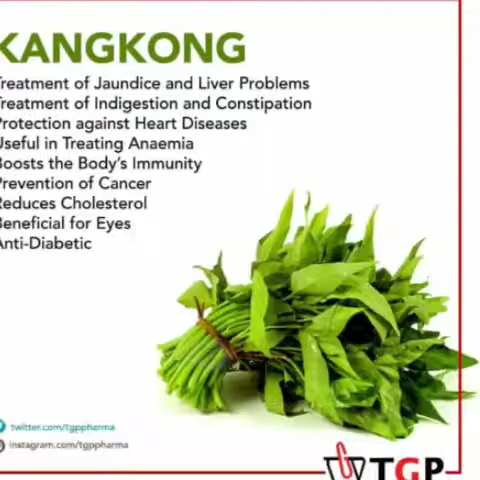 KANGKONG
Treatment of Jaundice and Liver Problems
Treatment of Indigestion and Constipation
Protection against Heart Diseases
Useful in Treating Anaemia
Boosts the Body's Immunity
Prevention of Cancer
Reduces Cholesterol
Beneficial for Eyes
Anti-Diabetic
twitter.com/tgppharma
instagram.com/tgppharma
TGP